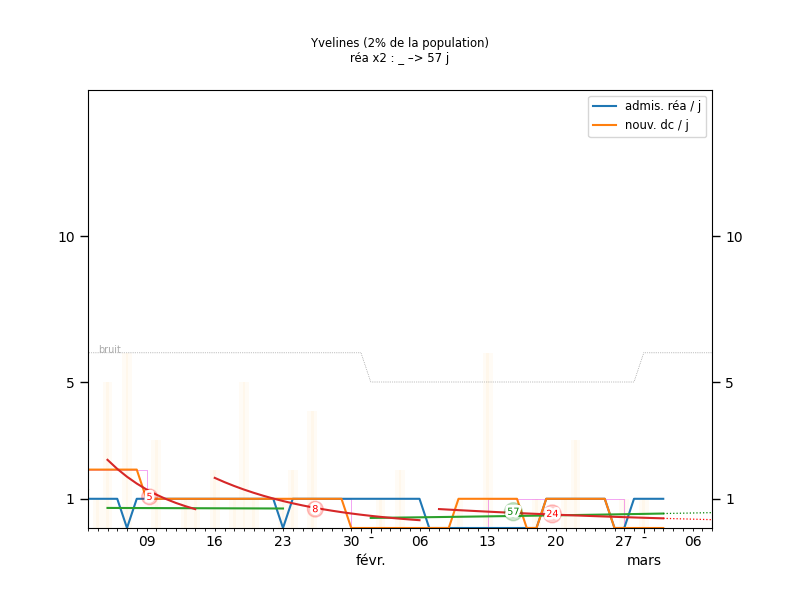 Yvelines (2% de la population)
réa x2 : _ –> 57 j
admis. réa / j
nouv. dc / j
10 10
bruit
5 5
5 8 57 24
1 1
09 16 23 30 - 06 13 20 27 - 06
févr. mars